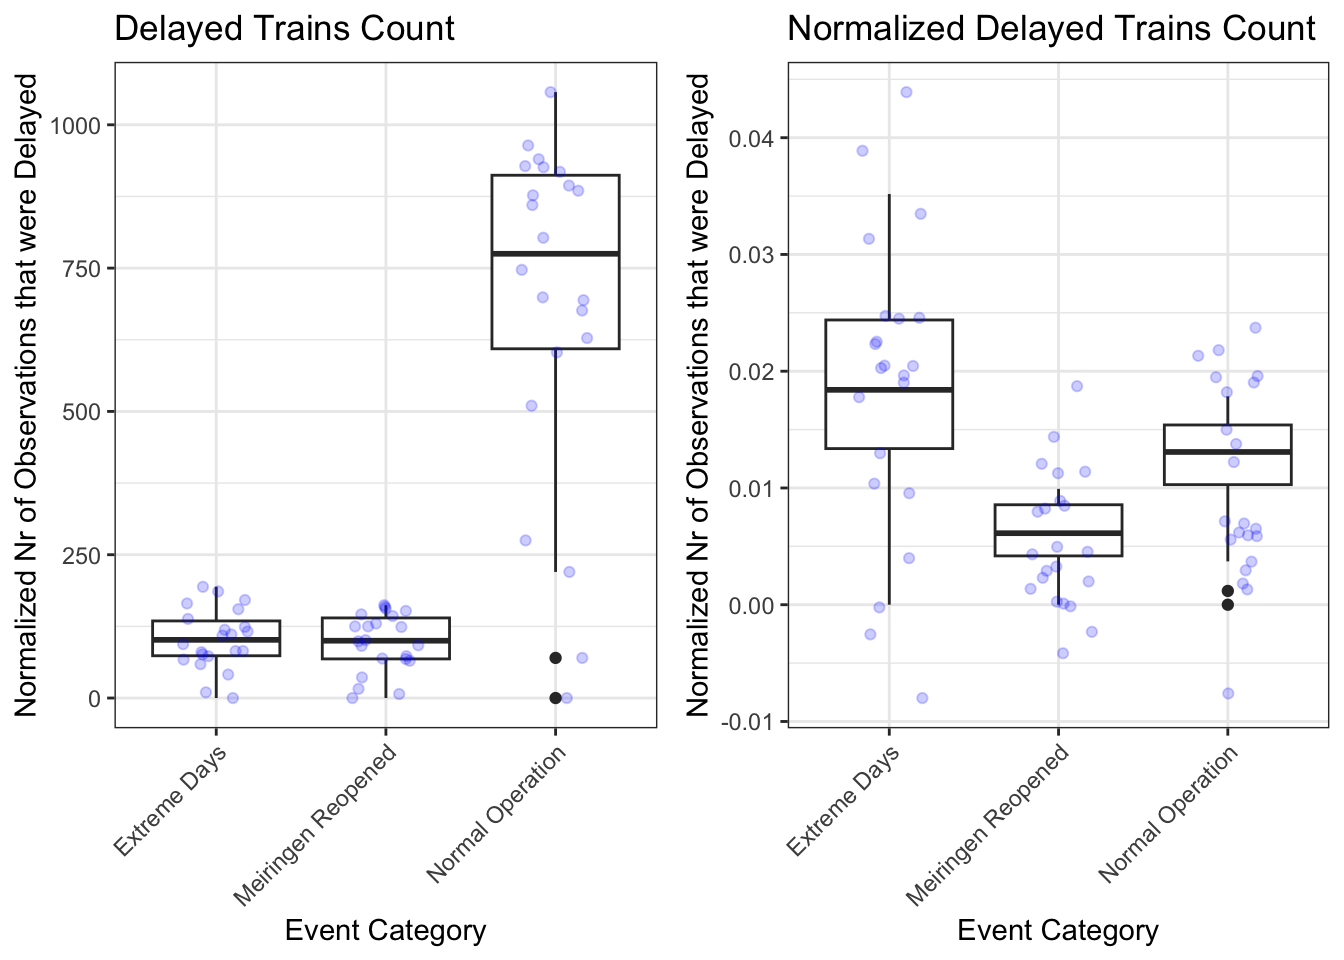 Delayed Trains Count
Normalized Nr of Observations that were Delayed
1000
750
500
250
0
Extreme Days
Meiringen Reopened
Normal Operation
Event Category
Normalized Delayed Trains Count
Normalized Nr of Observations that were Delayed
0.04
0.03
0.02
0.01
0.00
-0.01
Extreme Days
Meiringen Reopened
Normal Operation
Event Category